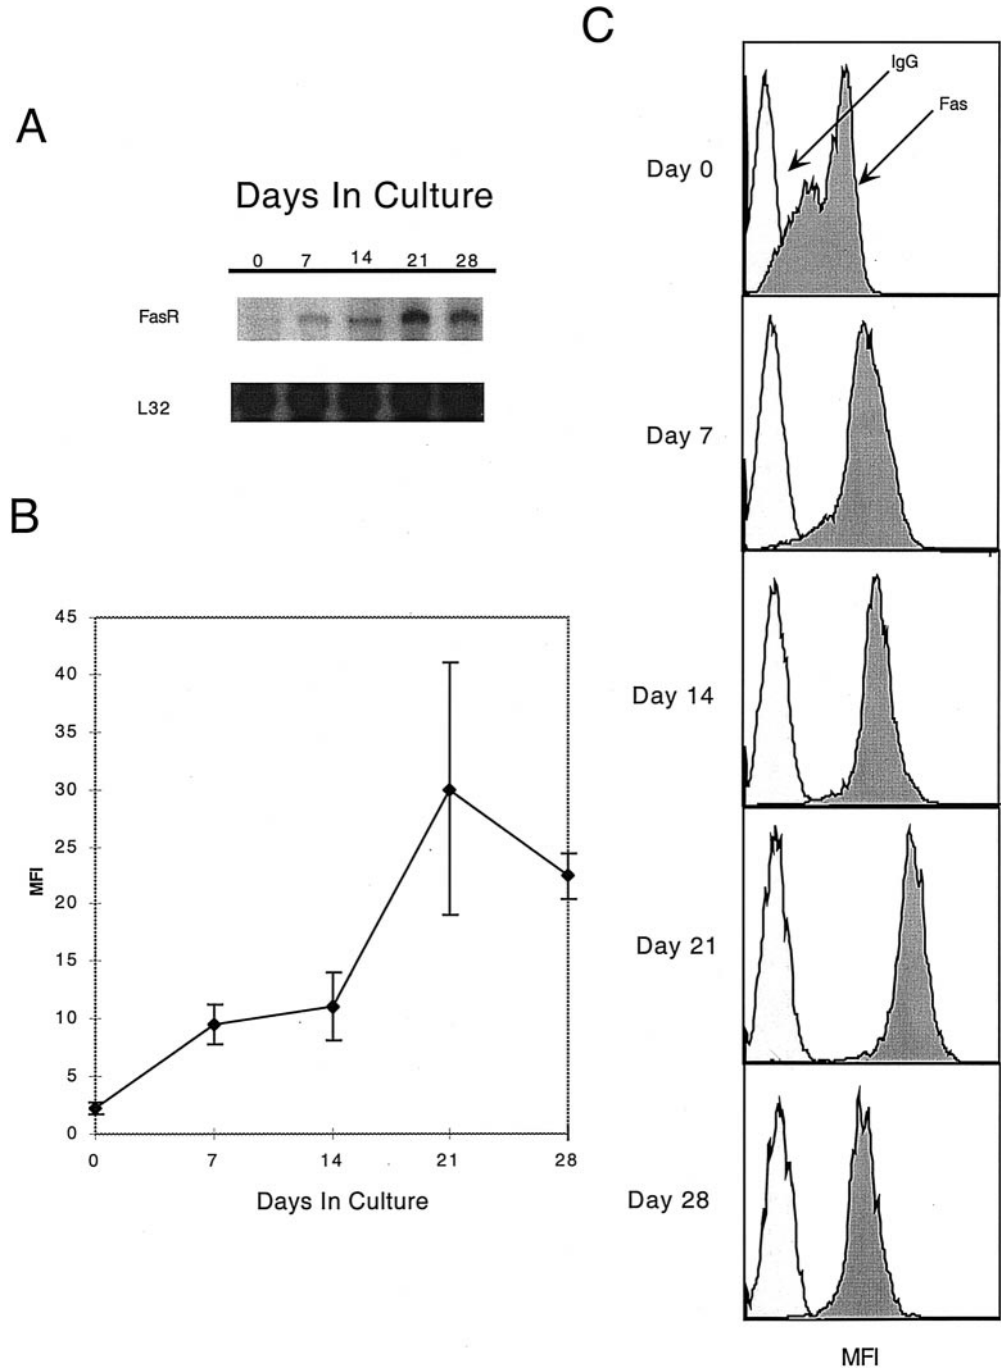 A
Days In Culture
0 7 14 21 28
FasR
L32
B
45
40
35
30
25
20
15
10
5
0
MFI
0 7 14 21 28
Days In Culture
C
IgG
Fas
Day 0
Day 7
Day 14
Day 21
Day 28
MFI